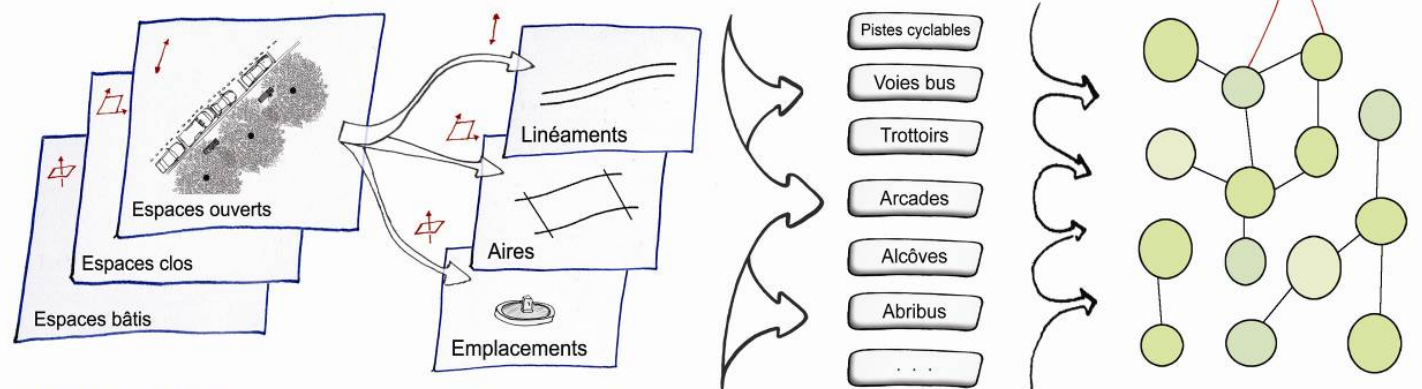 Espaces ouverts
Espaces clos
Espaces bâtis
Linéaments
Aires
Emplacements
Pistes cyclables
Voies bus
Trottoirs
Arcades
Alcôves
Abribus
. . .